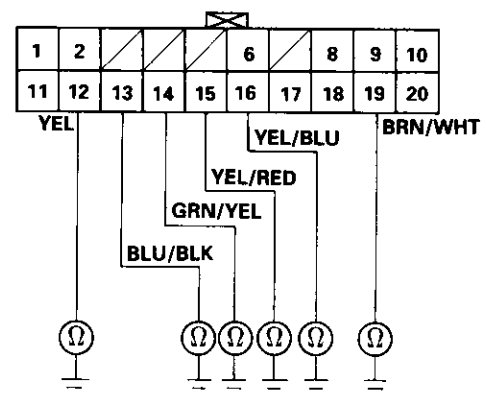 1 2 6 8 9 10
11 12 13 14 15 16 17 18 19 20
YEL
BRN/WHT
YEL/BLU
YEL/RED
GRN/YEL
BLU/BLK
Ω Ω Ω Ω Ω Ω